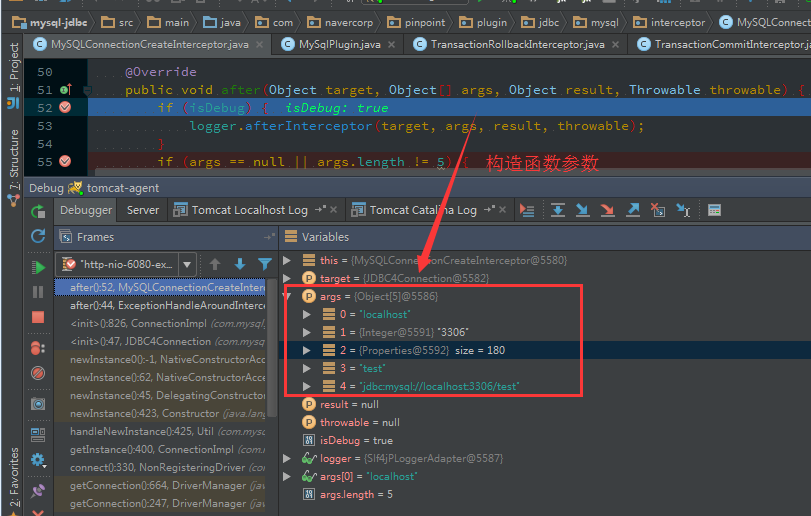 mysql-jdbc src main java com navercorp pinpoint plugin jdbc mysql interceptor MySQLConnec
MySQLConnectionCreateInterceptor.java × MySqlPlugin.java × TransactionRollbackInterceptor.java × TransactionCommitInterceptor.ja
1: Project
7: Structure
2: Favorites
50 @Override
51 public void after(Object target, Object[] args, Object result, Throwable throwable) {
52 if (isDebug) { isDebug: true
53 logger.afterInterceptor(target, args, result, throwable);
54 }
55 if (args == null || args.length != 5) {
构造函数参数
Debug tomcat-agent
Debugger Server Tomcat Localhost Log Tomcat Catalina Log
Frames
"http-nio-6080-ex...
after():52, MySQLConnectionCreateInterc
after():44, ExceptionHandleAroundInterce
<init>():826, ConnectionImpl (com.mysql.
<init>():47, JDBC4Connection (com.mysq
newInstance0():-1, NativeConstructorAcce
newInstance():62, NativeConstructorAcce
newInstance():45, DelegatingConstructor
newInstance():423, Constructor (java.lang
handleNewInstance():425, Util (com.mysc
getInstance():400, ConnectionImpl (com.
connect():330, NonRegisteringDriver (co
getConnection():664, DriverManager (ja
getConnection():247, DriverManager (ja
Variables
this = {MySQLConnectionCreateInterceptor@5580}
target = {JDBC4Connection@5582}
args = {Object[5]@5586}
0 = "localhost"
1 = {Integer@5591} "3306"
2 = {Properties@5592} size = 180
3 = "test"
4 = "jdbc:mysql://localhost:3306/test"
result = null
throwable = null
isDebug = true
logger = {Slf4jPLoggerAdapter@5587}
args[0] = "localhost"
args.length = 5